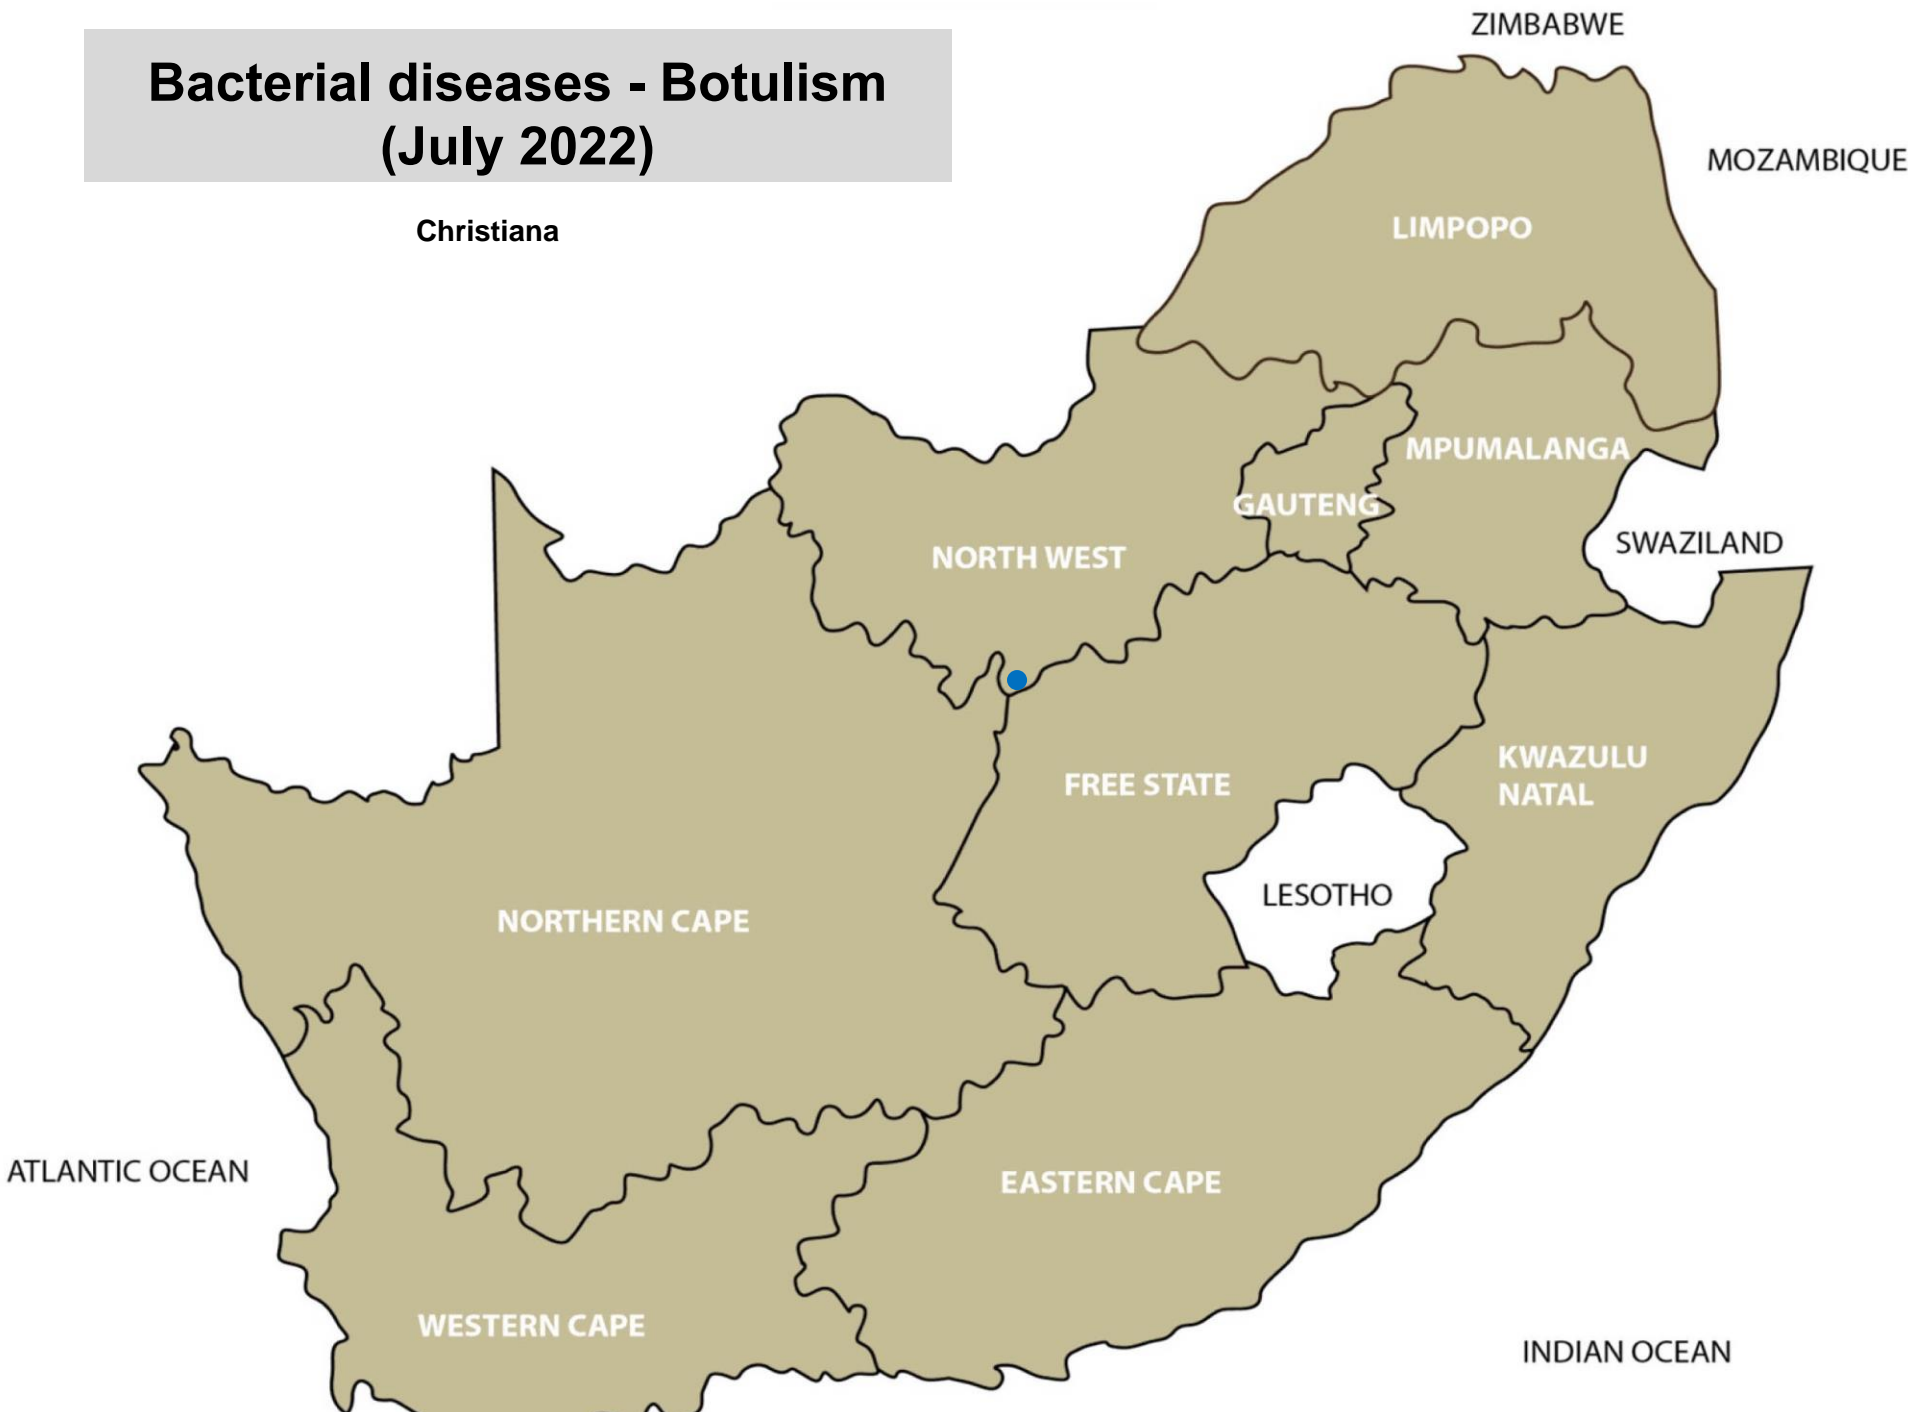 Bacterial diseases - Botulism
(July 2022)
Christiana
ZIMBABWE
MOZAMBIQUE
LIMPOPO
MPUMALANGA
GAUTENG
SWAZILAND
NORTH WEST
KWAZULU
NATAL
FREE STATE
LESOTHO
NORTHERN CAPE
ATLANTIC OCEAN
EASTERN CAPE
WESTERN CAPE
INDIAN OCEAN